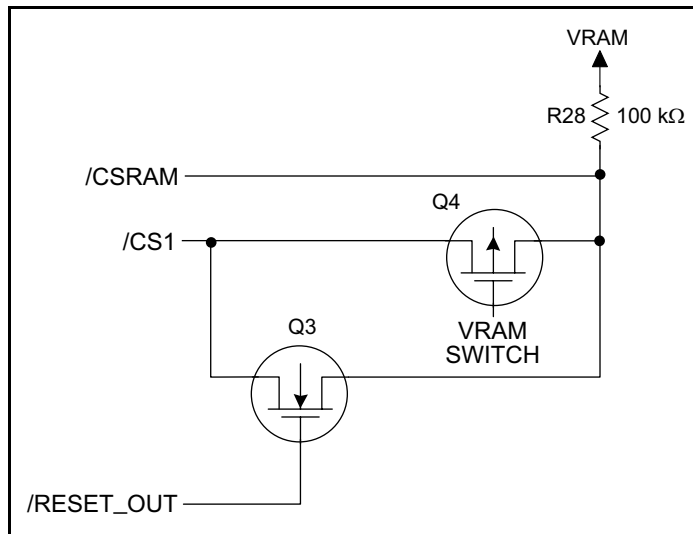 VRAM
R28 100 kΩ
/CSRAM
Q4
/CS1
VRAM
SWITCH
Q3
/RESET_OUT